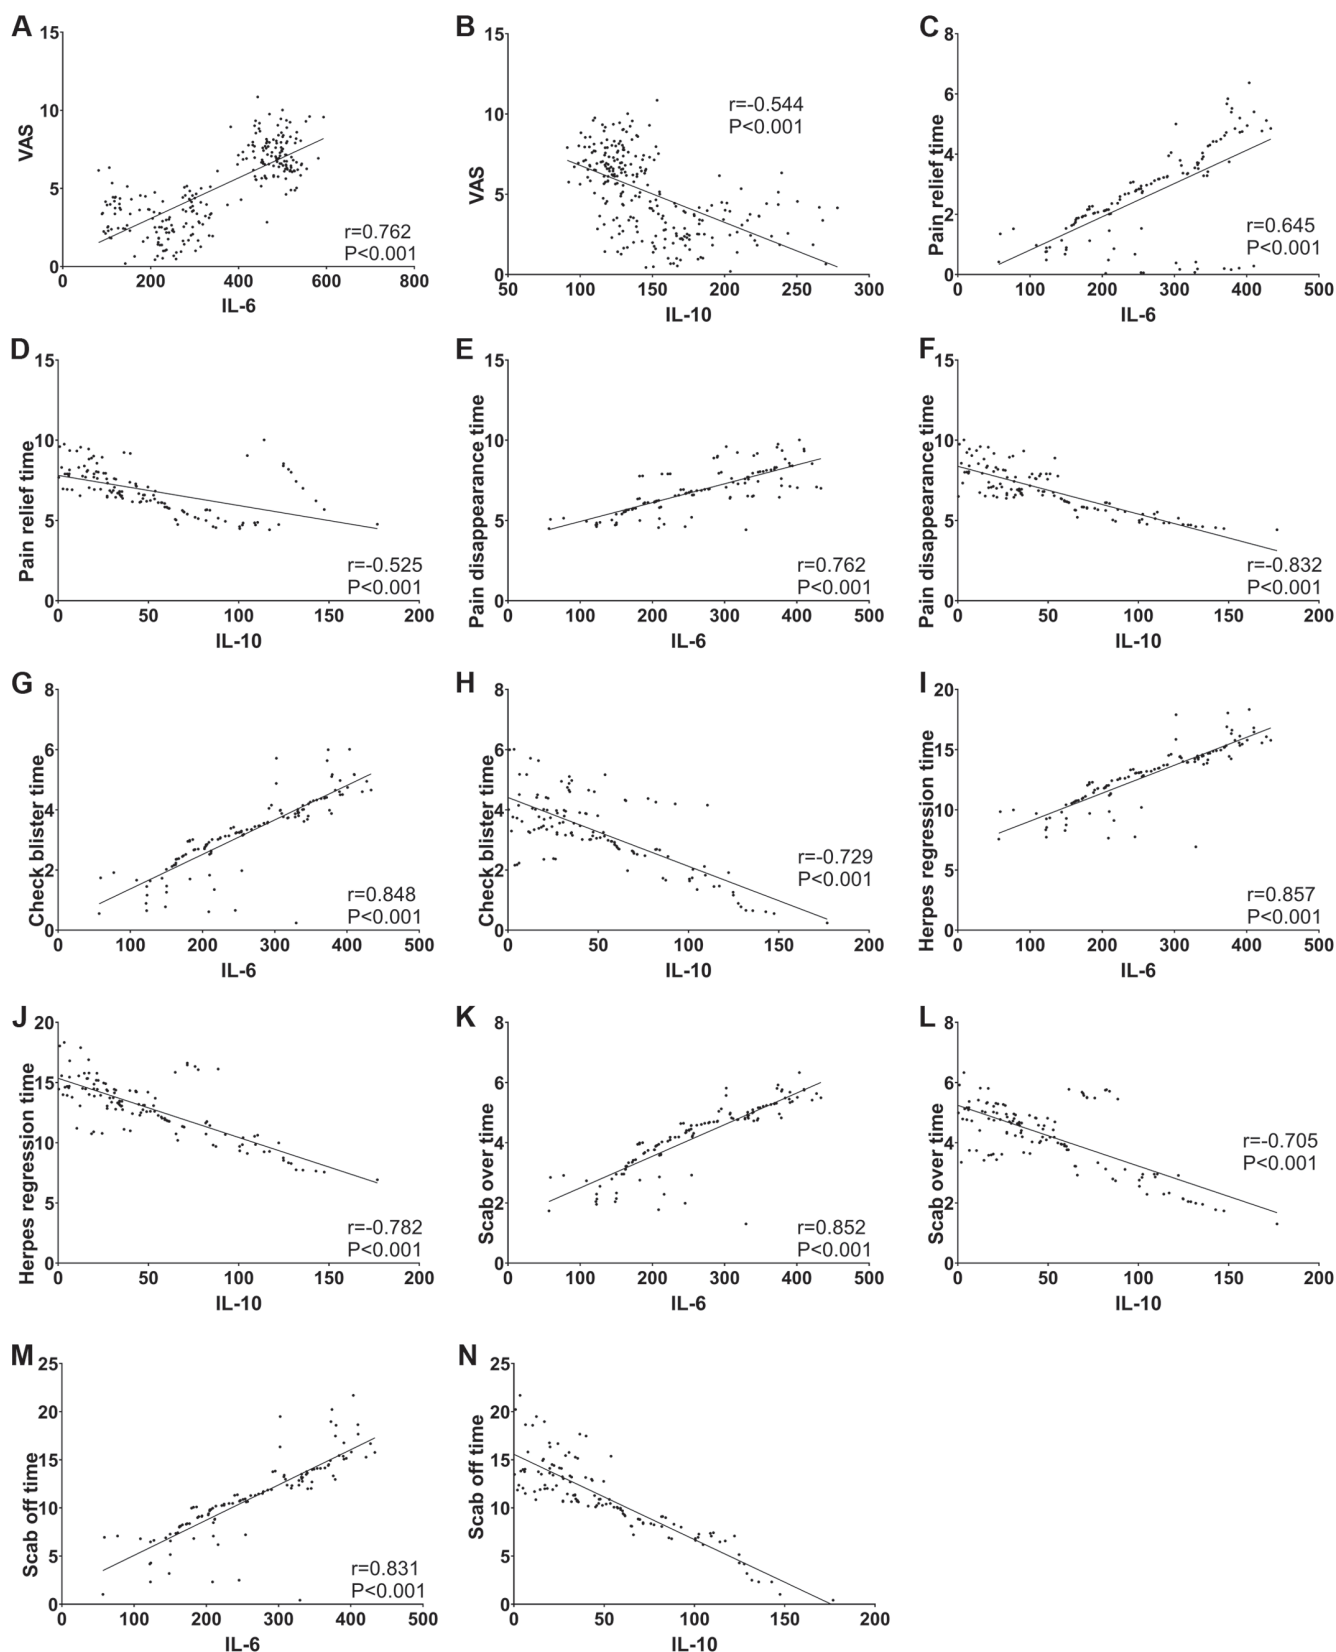 A
15
10
5
0
VAS
0 200 400 600 800
IL-6
r=0.762
P<0.001
B
15
10
5
0
VAS
50 100 150 200 250 300
IL-10
r=-0.544
P<0.001
C
8
6
4
2
0
Pain relief time
0 100 200 300 400 500
IL-6
r=0.645
P<0.001
D
15
10
5
0
Pain relief time
0 50 100 150 200
IL-10
r=-0.525
P<0.001
E
15
10
5
0
Pain disappearance time
0 100 200 300 400 500
IL-6
r=0.762
P<0.001
F
15
10
5
0
Pain disappearance time
0 50 100 150 200
IL-10
r=-0.832
P<0.001
G
8
6
4
2
0
Check blister time
0 100 200 300 400 500
IL-6
r=0.848
P<0.001
H
8
6
4
2
0
Check blister time
0 50 100 150 200
IL-10
r=-0.729
P<0.001
I
20
15
10
5
0
Herpes regression time
0 100 200 300 400 500
IL-6
r=0.857
P<0.001
J
20
15
10
5
0
Herpes regression time
0 50 100 150 200
IL-10
r=-0.782
P<0.001
K
8
6
4
2
0
Scab over time
0 100 200 300 400 500
IL-6
r=0.852
P<0.001
L
8
6
4
2
0
Scab over time
0 50 100 150 200
IL-10
r=-0.705
P<0.001
M
25
20
15
10
5
0
Scab off time
0 100 200 300 400 500
IL-6
r=0.831
P<0.001
N
25
20
15
10
5
0
Scab off time
0 50 100 150 200
IL-10